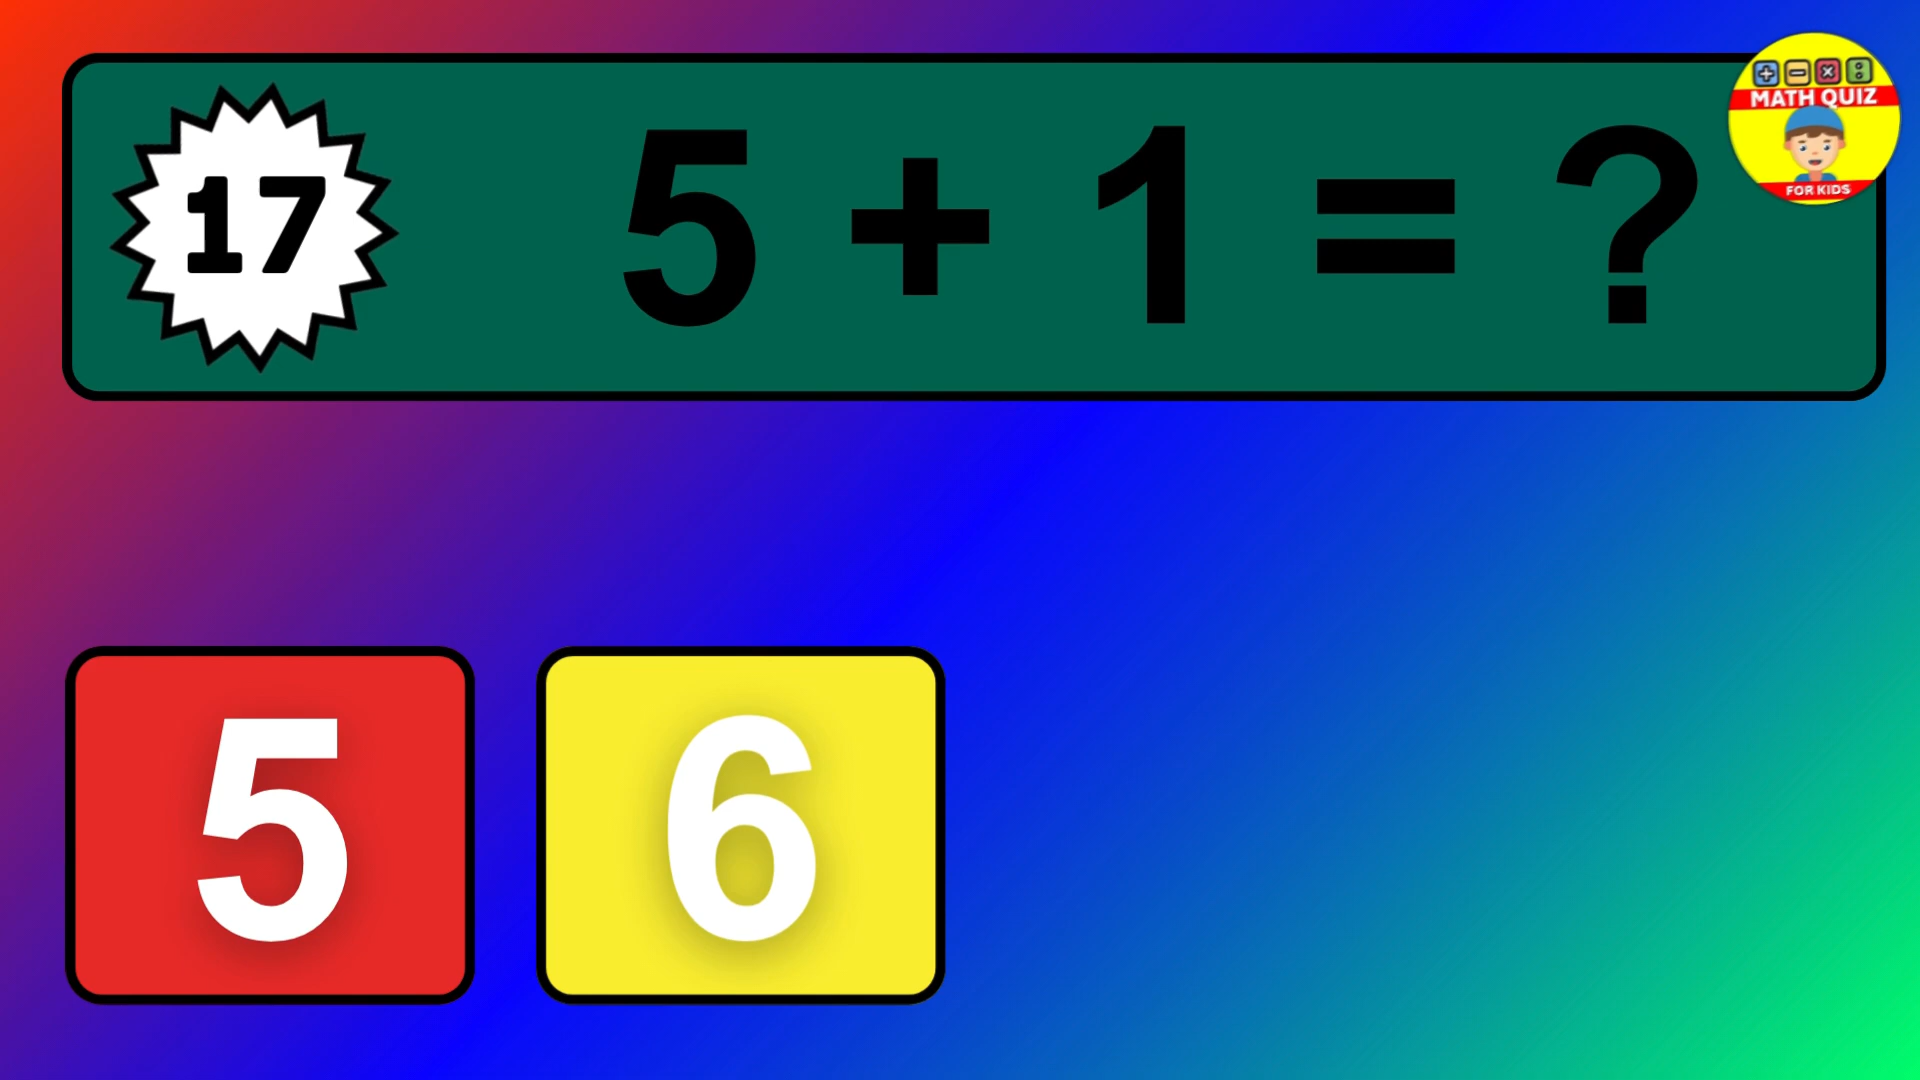 17
5 + 1 = ?
+ - × :
MATH QUIZ
FOR KIDS
5
6